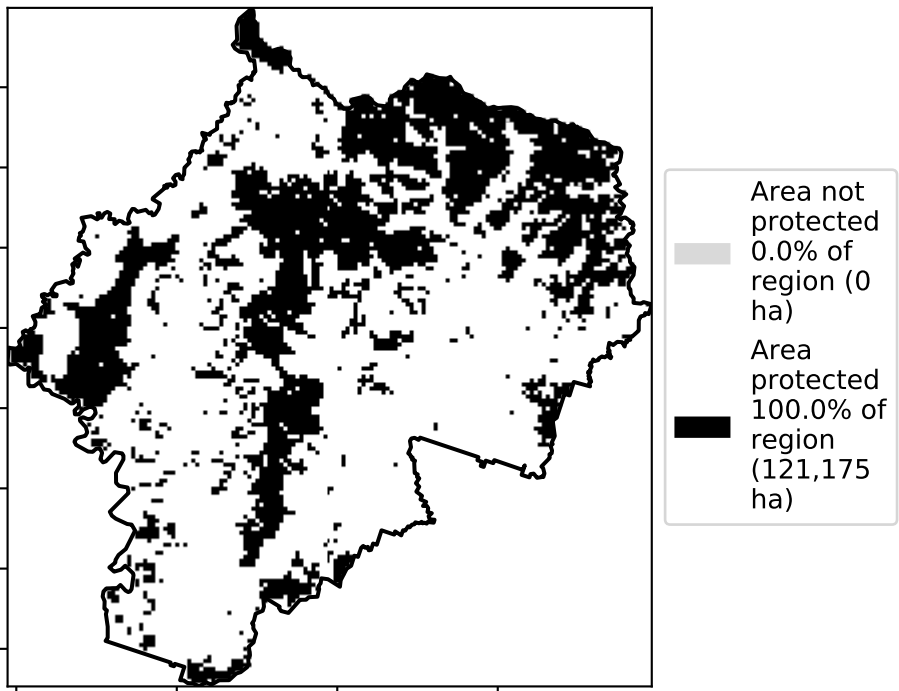 Area not
protected
0.0% of
region (0
ha)
Area
protected
100.0% of
region
(121,175
ha)